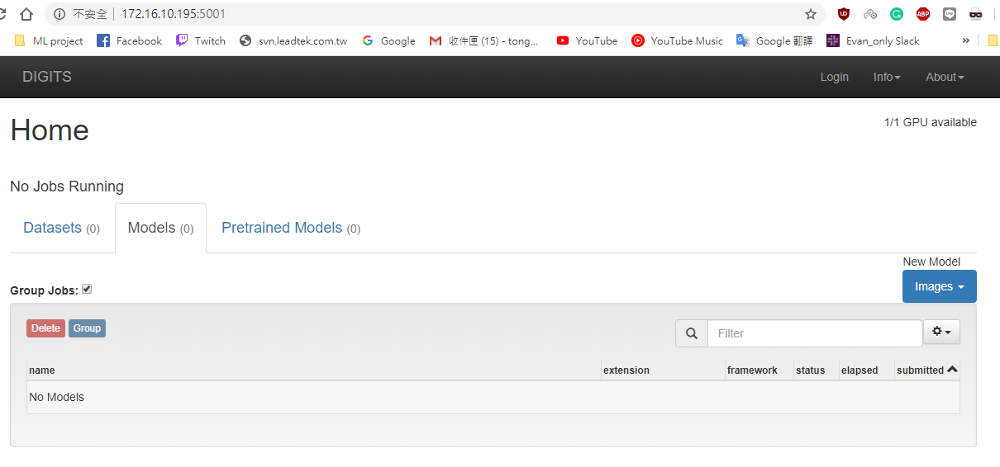 不安全 172.16.10.195:5001
ML project Facebook Twitch svn.leadtek.com.tw Google 收件匣 (15) - tong... YouTube YouTube Music Google 翻譯 Evan_only Slack »
DIGITS Login Info About
Home 1/1 GPU available
No Jobs Running
Datasets (0) Models (0) Pretrained Models (0)
New Model
Group Jobs: Images
Delete Group Filter
name extension framework status elapsed submitted
No Models